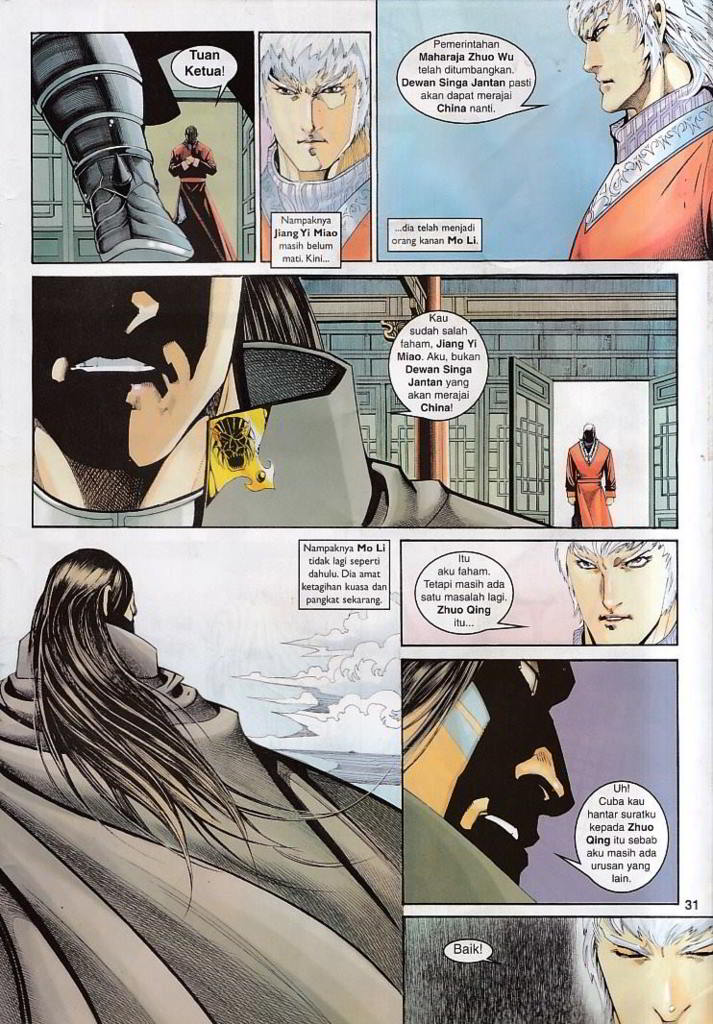 Tuan
Ketua!
Nampaknya
Jiang Yi Miao
masih belum
mati. Kini...
Pemerintahan
Maharaja Zhuo Wu
telah ditumbangkan.
Dewan Singa Jantan pasti
akan dapat merajai
China nanti.
...dia telah menjadi
orang kanan Mo Li.
Kau
sudah salah
faham, Jiang Yi
Miao. Aku, bukan
Dewan Singa
Jantan yang
akan merajai
China!
Nampaknya Mo Li
tidak lagi seperti
dahulu. Dia amat
ketagihan kuasa dan
pangkat sekarang.
Itu
aku faham.
Tetapi masih ada
satu masalah lagi.
Zhuo Qing
itu...
Uh!
Cuba kau
hantar suratku
kepada Zhuo
Qing itu sebab
aku masih ada
urusan yang
lain.
31
Baik!